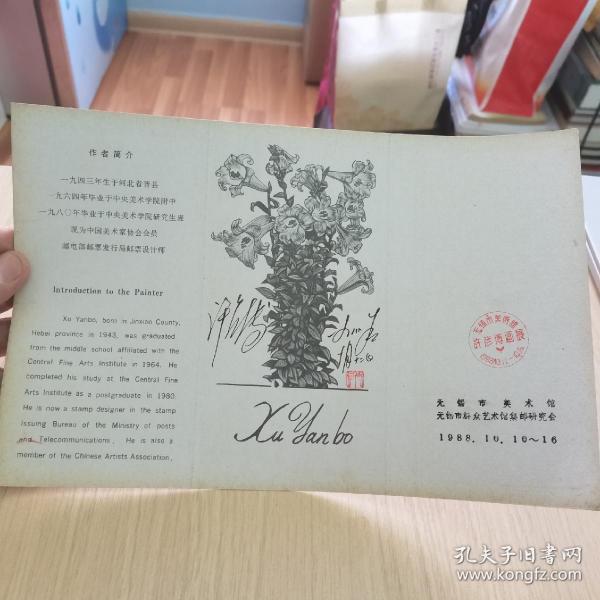 作者简介
一九四三年生于河北省晋县
一九六四年毕业于中央美术学院附中
一九八〇年毕业于中央美术学院研究生班
现为中国美术家协会会员
邮电部邮票发行局邮票设计师
Introduction to the Painter
Xu Yanbo, born in Jinxiao County,
Hebei province in 1943, was graduated
from the middle school affiliated with the
Central Fine Arts Institute in 1964. He
completed his study at the Central Fine
Arts Institute as a postgraduate in 1980.
He is now a stamp designer in the stamp
issuing Bureau of the Ministry of posts
and Telecommunications. He is also a
member of the Chinese Artists Association.
Xu Yanbo
无锡市美术馆
无锡市群众艺术馆集邮研究会
1988.10.10~16
孔夫子旧书网
www.kongfz.com